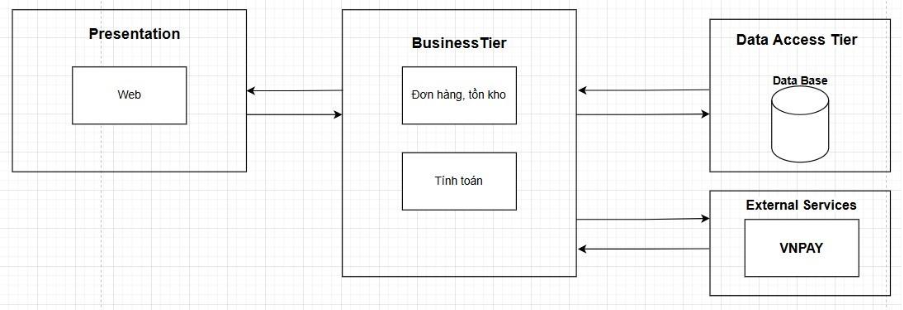 Presentation
Web
BusinessTier
Đơn hàng, tồn kho
Tính toán
Data Access Tier
Data Base
External Services
VNPAY